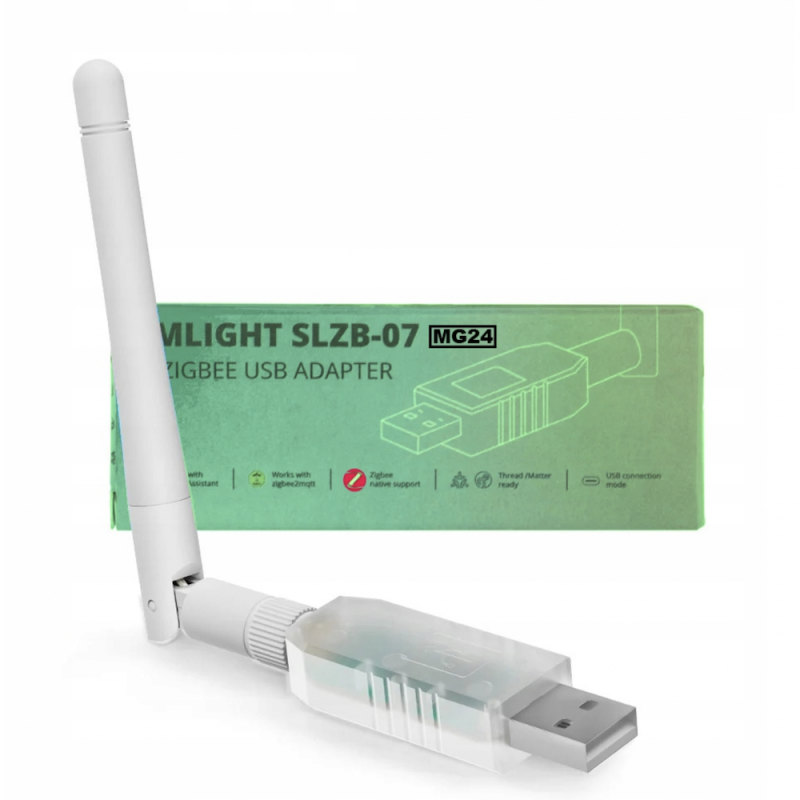 MLIGHT SLZB-07 MG24
ZIGBEE USB ADAPTER
with
ssistant
Works with
zigbee2mqtt
Zigbee
native support
Thread /Matter
ready
USB connection
mode